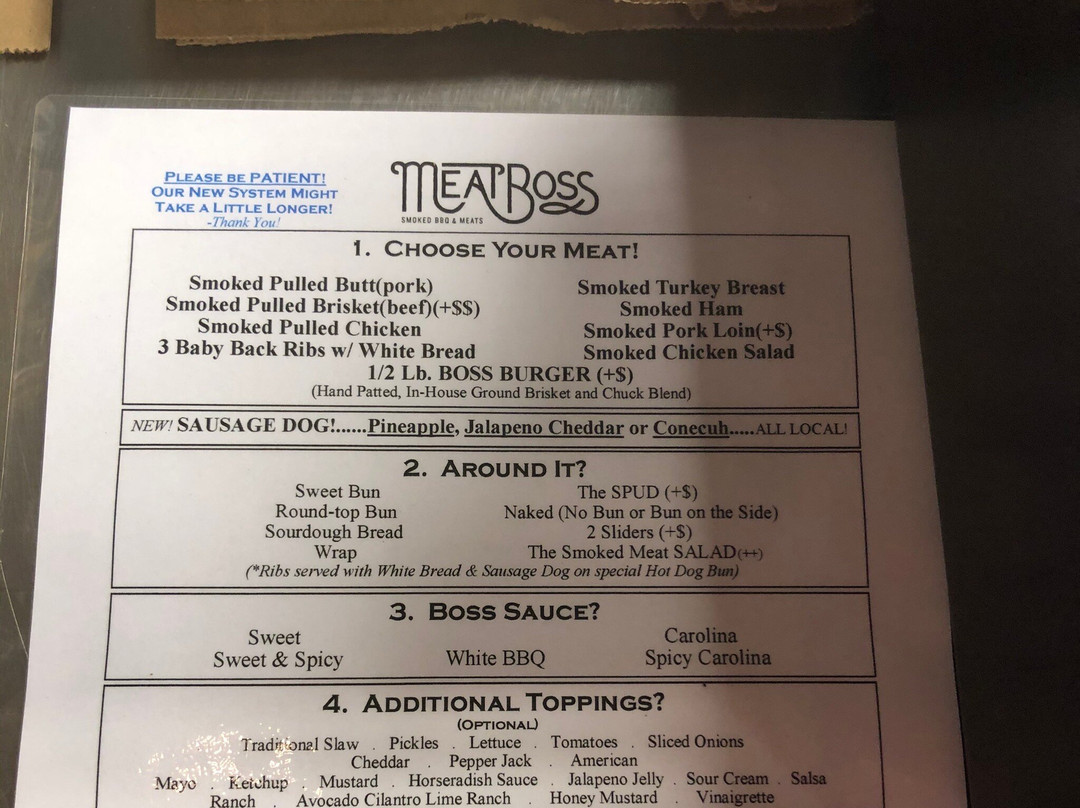 PLEASE BE PATIENT!
OUR NEW SYSTEM MIGHT
TAKE A LITTLE LONGER!
-Thank You!
MEAT BOSS
SMOKED BBQ & MEATS
1. CHOOSE YOUR MEAT!
Smoked Pulled Butt(pork) Smoked Turkey Breast
Smoked Pulled Brisket(beef)(+$$) Smoked Ham
Smoked Pulled Chicken Smoked Pork Loin(+$)
3 Baby Back Ribs w/ White Bread Smoked Chicken Salad
1/2 Lb. BOSS BURGER (+$)
(Hand Patted, In-House Ground Brisket and Chuck Blend)
NEW! SAUSAGE DOG!......Pineapple, Jalapeno Cheddar or Conecuh.....ALL LOCAL!
2. AROUND IT?
Sweet Bun The SPUD (+$)
Round-top Bun Naked (No Bun or Bun on the Side)
Sourdough Bread 2 Sliders (+$)
Wrap The Smoked Meat SALAD(++)
(*Ribs served with White Bread & Sausage Dog on special Hot Dog Bun)
3. BOSS SAUCE?
Sweet Carolina
Sweet & Spicy White BBQ Spicy Carolina
4. ADDITIONAL TOPPINGS?
(OPTIONAL)
Traditional Slaw . Pickles . Lettuce . Tomatoes . Sliced Onions
Cheddar . Pepper Jack . American
Mayo . Ketchup . Mustard . Horseradish Sauce . Jalapeno Jelly . Sour Cream . Salsa
Ranch . Avocado Cilantro Lime Ranch . Honey Mustard . Vinaigrette